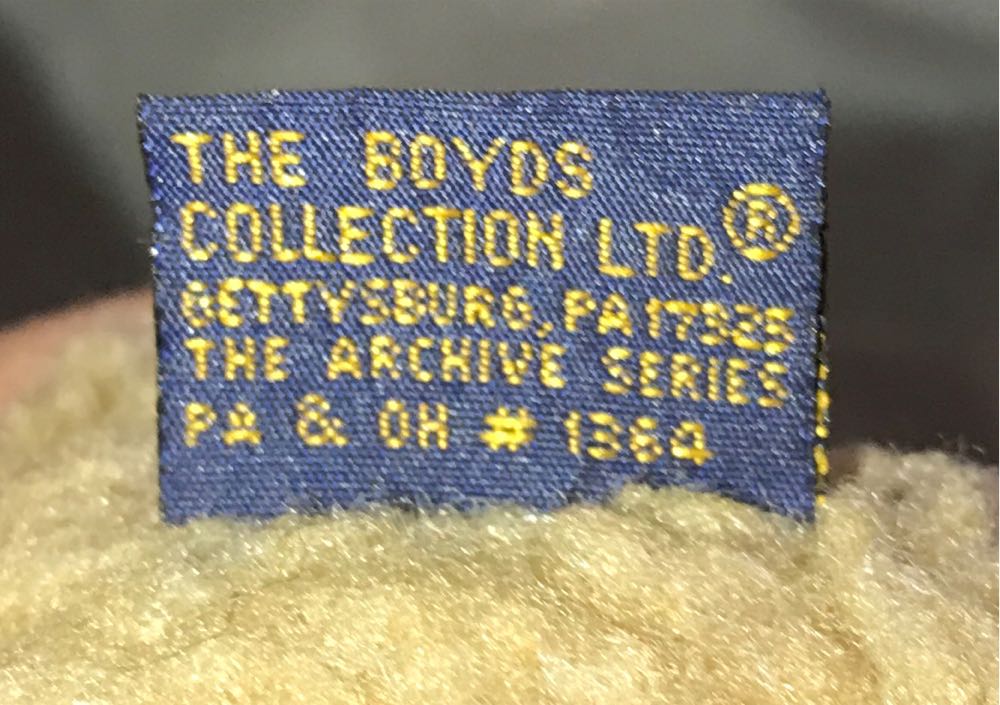 THE BOYDS
COLLECTION LTD.®
GETTYSBURG, PA 17325
THE ARCHIVE SERIES
PA & OH # 1364